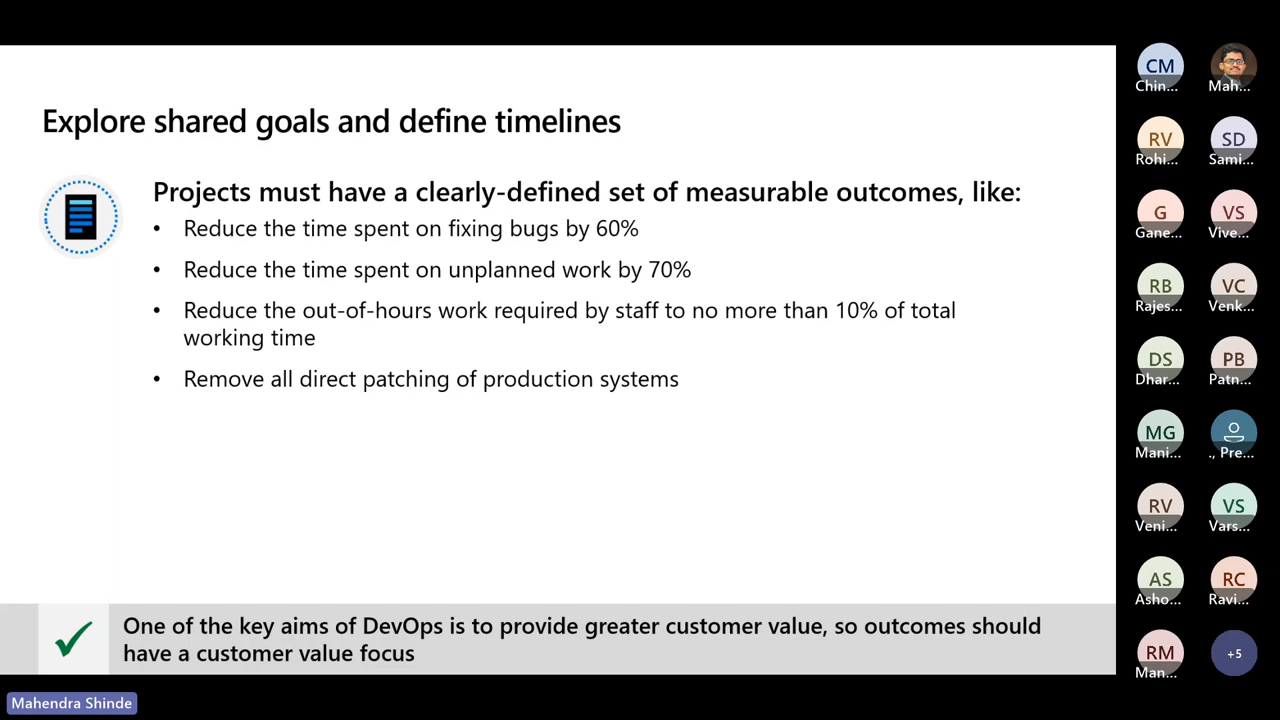 Explore shared goals and define timelines
Projects must have a clearly-defined set of measurable outcomes, like:
• Reduce the time spent on fixing bugs by 60%
• Reduce the time spent on unplanned work by 70%
• Reduce the out-of-hours work required by staff to no more than 10% of total
working time
• Remove all direct patching of production systems
One of the key aims of DevOps is to provide greater customer value, so outcomes should
have a customer value focus
Mahendra Shinde
CM
Chin...
Mah...
RV
Rohi...
SD
Sami...
G
Gane...
VS
Vive...
RB
Rajes...
VC
Venk...
DS
Dhar...
PB
Patn...
MG
Mani...
., Pre...
RV
Veni...
VS
Vars...
AS
Asho...
RC
Ravi...
RM
Man...
+5